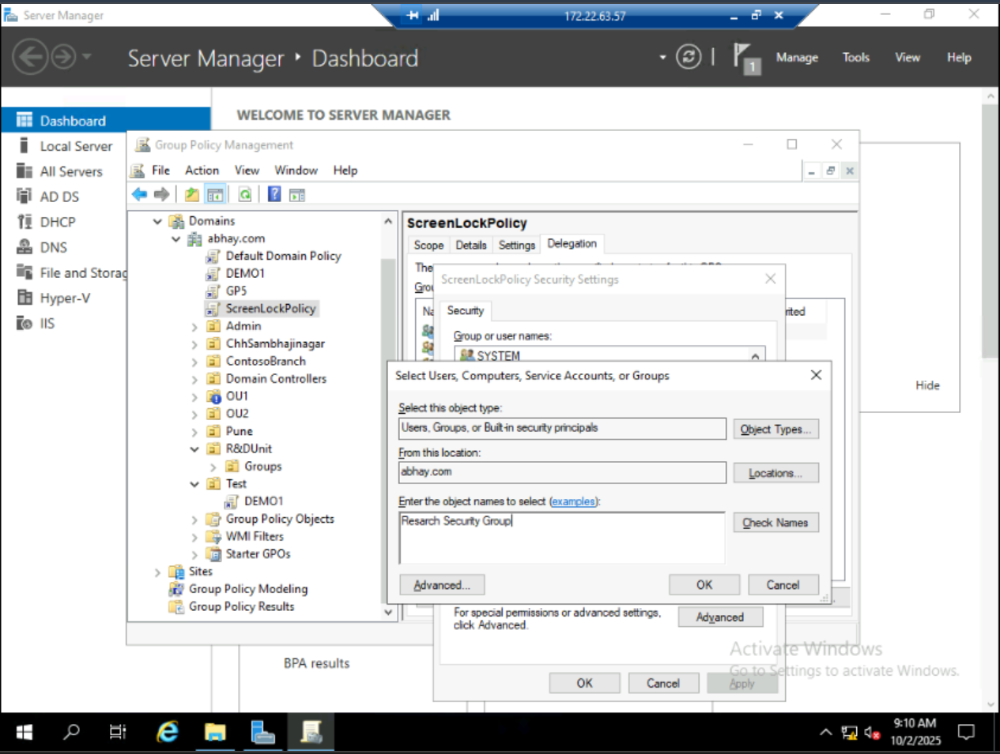 Server Manager
172.22.63.57
Server Manager
Dashboard
1
Manage
Tools
View
Help
WELCOME TO SERVER MANAGER
Dashboard
Local Server
All Servers
AD DS
DHCP
DNS
File and Storag
Hyper-V
IIS
Group Policy Management
File
Action
View
Window
Help
Domains
abhay.com
Default Domain Policy
DEMO1
GP5
ScreenLockPolicy
Admin
ChhSambhajinagar
ContosoBranch
Domain Controllers
OU1
OU2
Pune
R&DUnit
Groups
Test
DEMO1
Group Policy Objects
WMI Filters
Starter GPOs
Sites
Group Policy Modeling
Group Policy Results
ScreenLockPolicy
Scope
Details
Settings
Delegation
The
Grou
Na
rited
ScreenLockPolicy Security Settings
Security
Group or user names:
SYSTEM
Select Users, Computers, Service Accounts, or Groups
Select this object type:
Users, Groups, or Built-in security principals
Object Types...
From this location:
abhay.com
Locations...
Enter the object names to select (examples):
Resarch Security Group
Check Names
Advanced...
OK
Cancel
For special permissions or advanced settings,
click Advanced.
Advanced
OK
Cancel
Apply
Hide
BPA results
Activate Windows
Go to Settings to activate Windows.
9:10 AM
10/2/2025